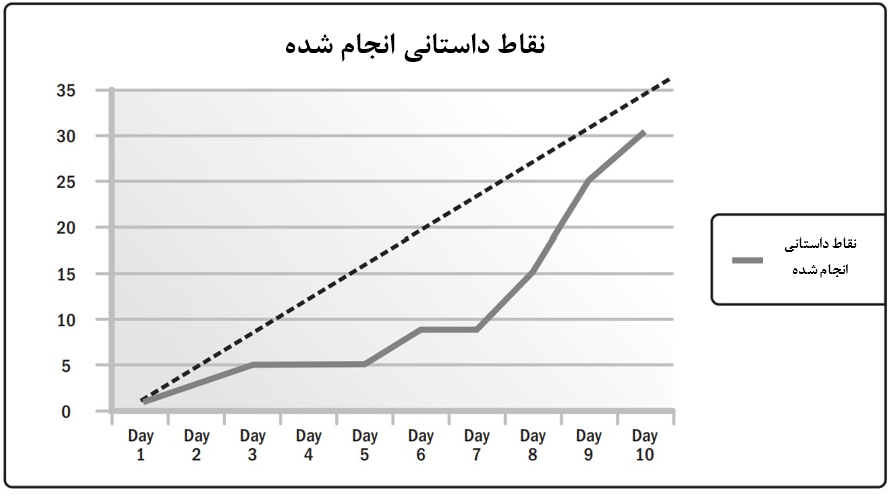 نقاط داستانی انجام شده
35
30
25
20
15
10
5
0
Day 1
Day 2
Day 3
Day 4
Day 5
Day 6
Day 7
Day 8
Day 9
Day 10
نقاط داستانی
انجام شده